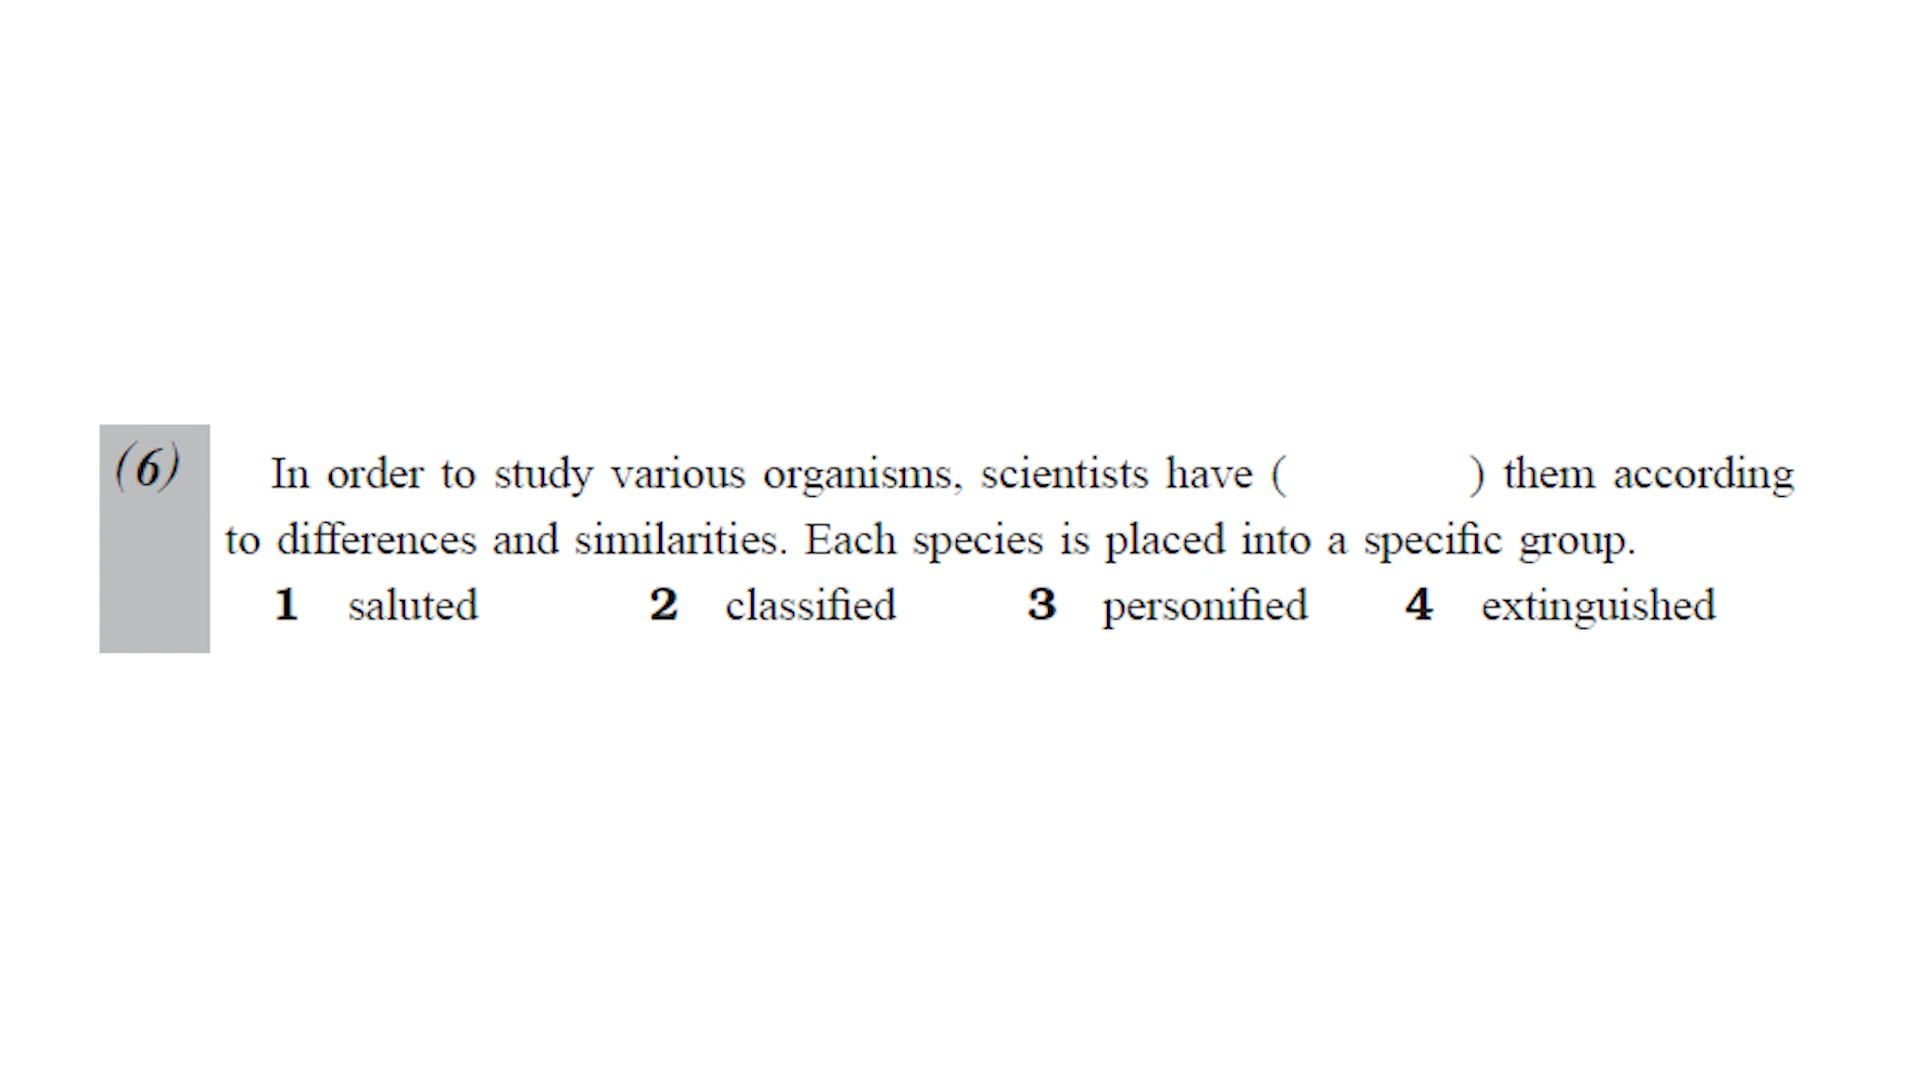 (6) In order to study various organisms, scientists have ( ) them according
to differences and similarities. Each species is placed into a specific group.
1 saluted 2 classified 3 personified 4 extinguished